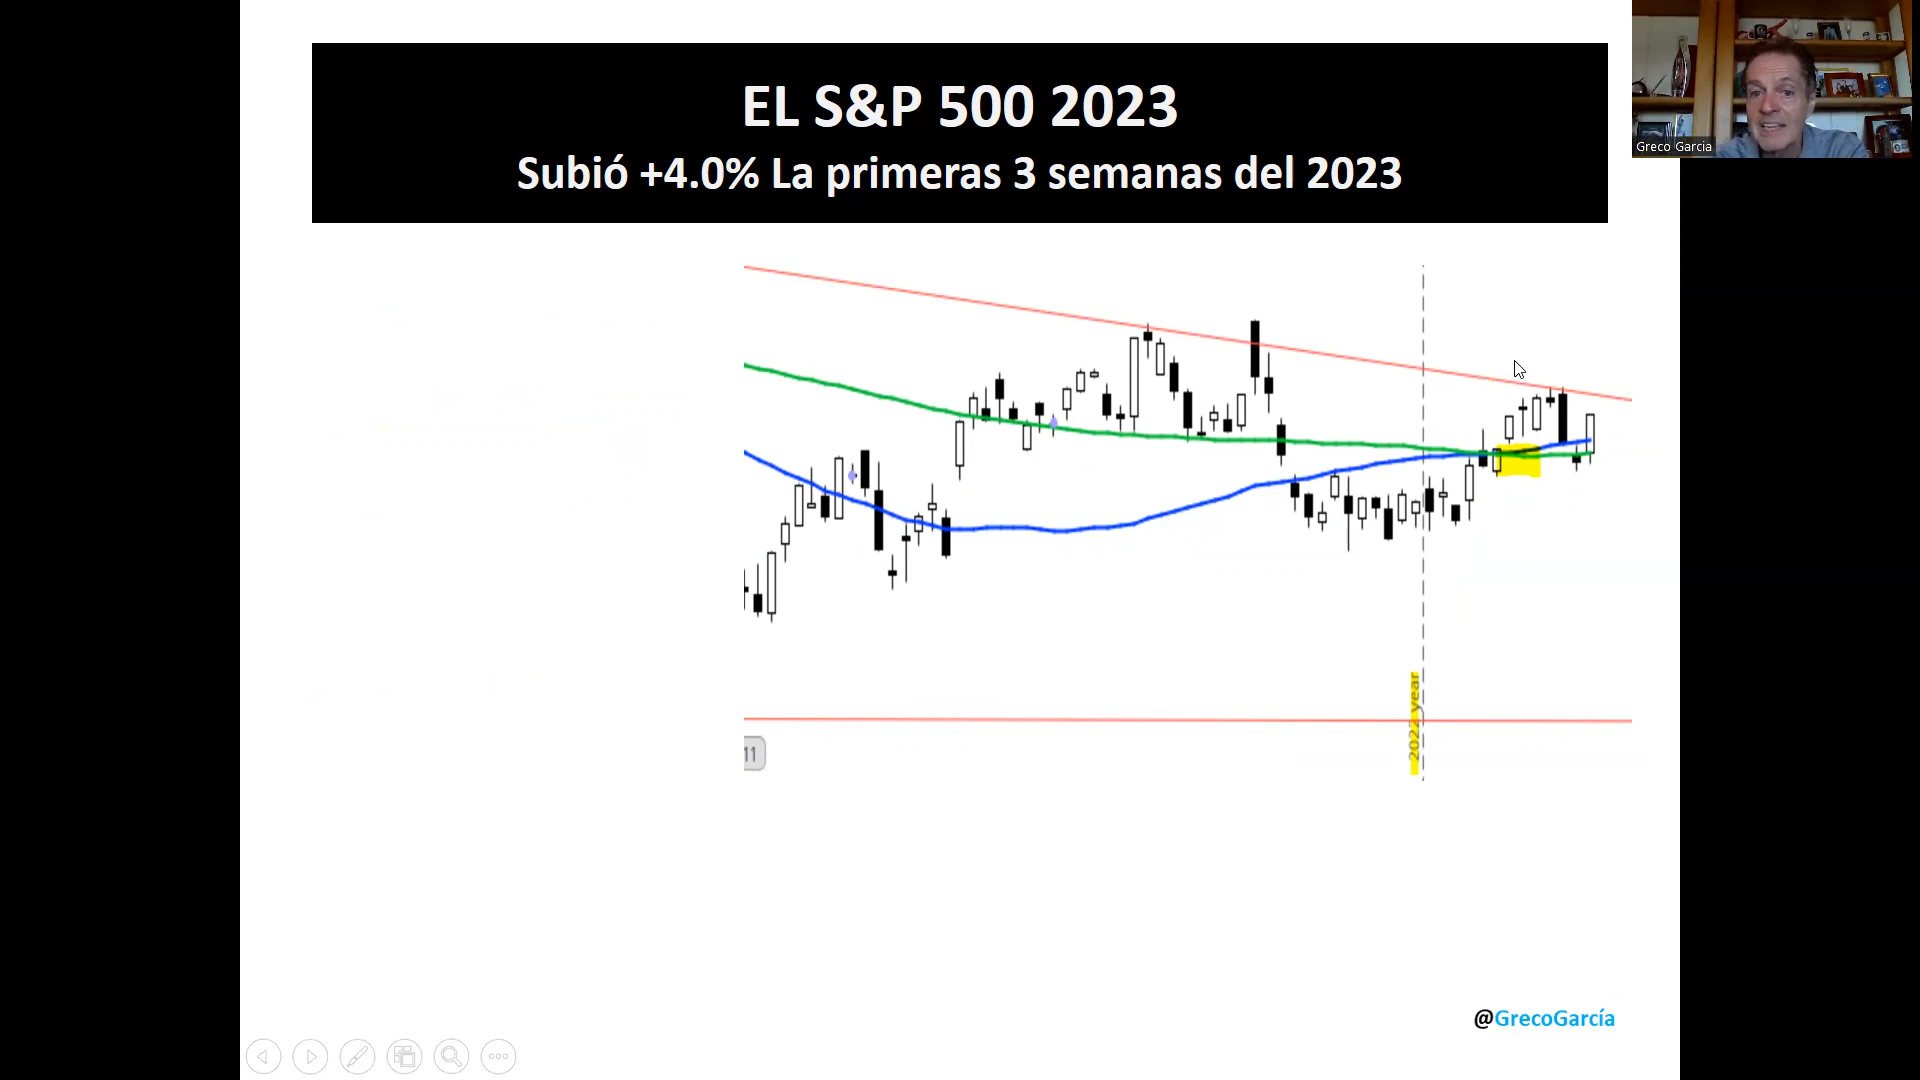 EL S&P 500 2023
Subió +4.0% La primeras 3 semanas del 2023
Greco Garcia
2022 year
11
@GrecoGarcía